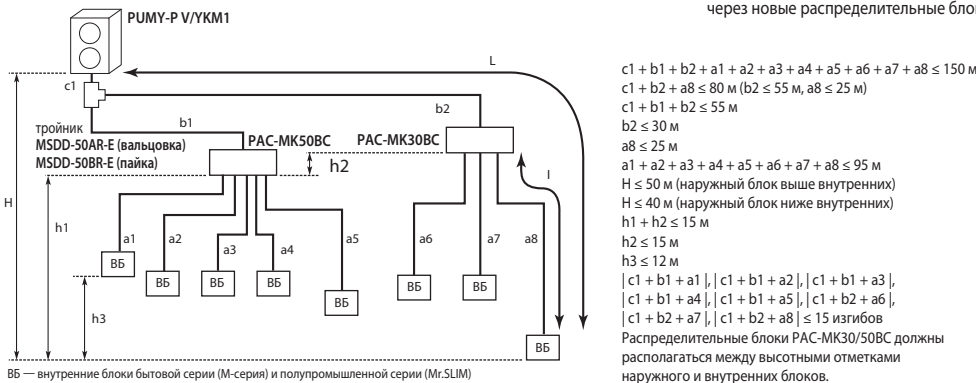 через новые распределительные блок
PUMY-P V/YKM1
L
c1
b2
b1
тройник
MSDD-50AR-E (вальцовка)
MSDD-50BR-E (пайка)
PAC-MK50BC
PAC-MK30BC
h2
H
h1
I
a1
a2
a3
a4
a5
a6
a7
a8
ВБ
ВБ
ВБ
ВБ
ВБ
ВБ
ВБ
ВБ
h3
ВБ — внутренние блоки бытовой серии (M-серия) и полупромышленной серии (Mr.SLIM)
c1 + b1 + b2 + a1 + a2 + a3 + a4 + a5 + a6 + a7 + a8 ≤ 150 м
c1 + b2 + a8 ≤ 80 м (b2 ≤ 55 м, a8 ≤ 25 м)
c1 + b1 + b2 ≤ 55 м
b2 ≤ 30 м
a8 ≤ 25 м
a1 + a2 + a3 + a4 + a5 + a6 + a7 + a8 ≤ 95 м
H ≤ 50 м (наружный блок выше внутренних)
H ≤ 40 м (наружный блок ниже внутренних)
h1 + h2 ≤ 15 м
h2 ≤ 15 м
h3 ≤ 12 м
| c1 + b1 + a1 |, | c1 + b1 + a2 |, | c1 + b1 + a3 |,
| c1 + b1 + a4 |, | c1 + b1 + a5 |, | c1 + b2 + a6 |,
| c1 + b2 + a7 |, | c1 + b2 + a8 | ≤ 15 изгибов
Распределительные блоки PAC-MK30/50BC должны
располагаться между высотными отметками
наружного и внутренних блоков.